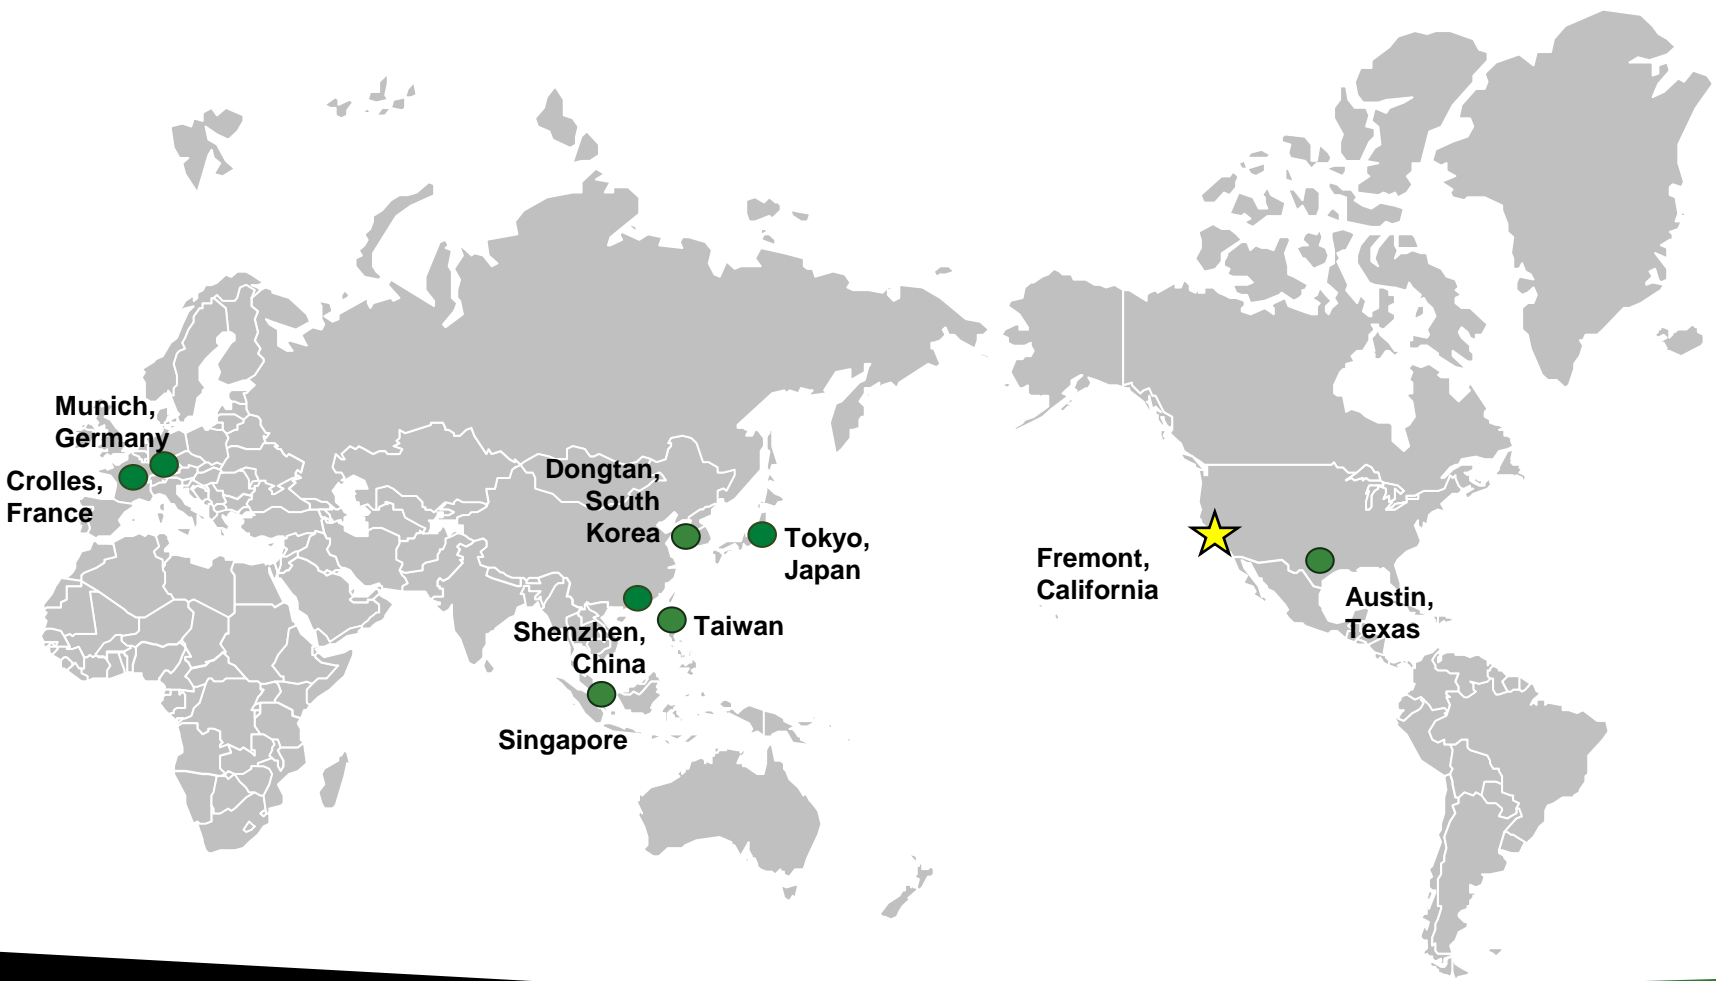 Munich,
Germany
Crolles,
France
Dongtan,
South
Korea
Tokyo,
Japan
Shenzhen,
China
Taiwan
Singapore
Fremont,
California
Austin,
Texas